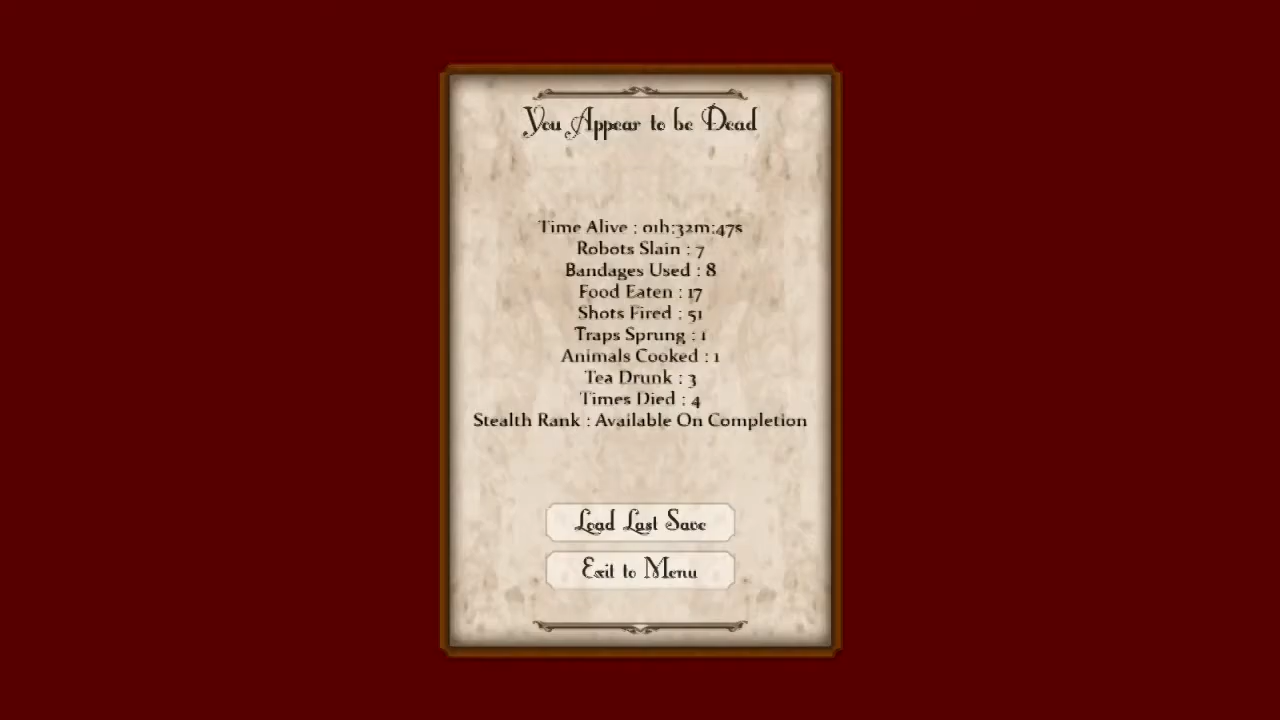 You Appear to be Dead
Time Alive : 01h:32m:47s
Robots Slain : 7
Bandages Used : 8
Food Eaten : 17
Shots Fired : 51
Traps Sprung : 1
Animals Cooked : 1
Tea Drunk : 3
Times Died : 4
Stealth Rank : Available On Completion
Load Last Save
Exit to Menu